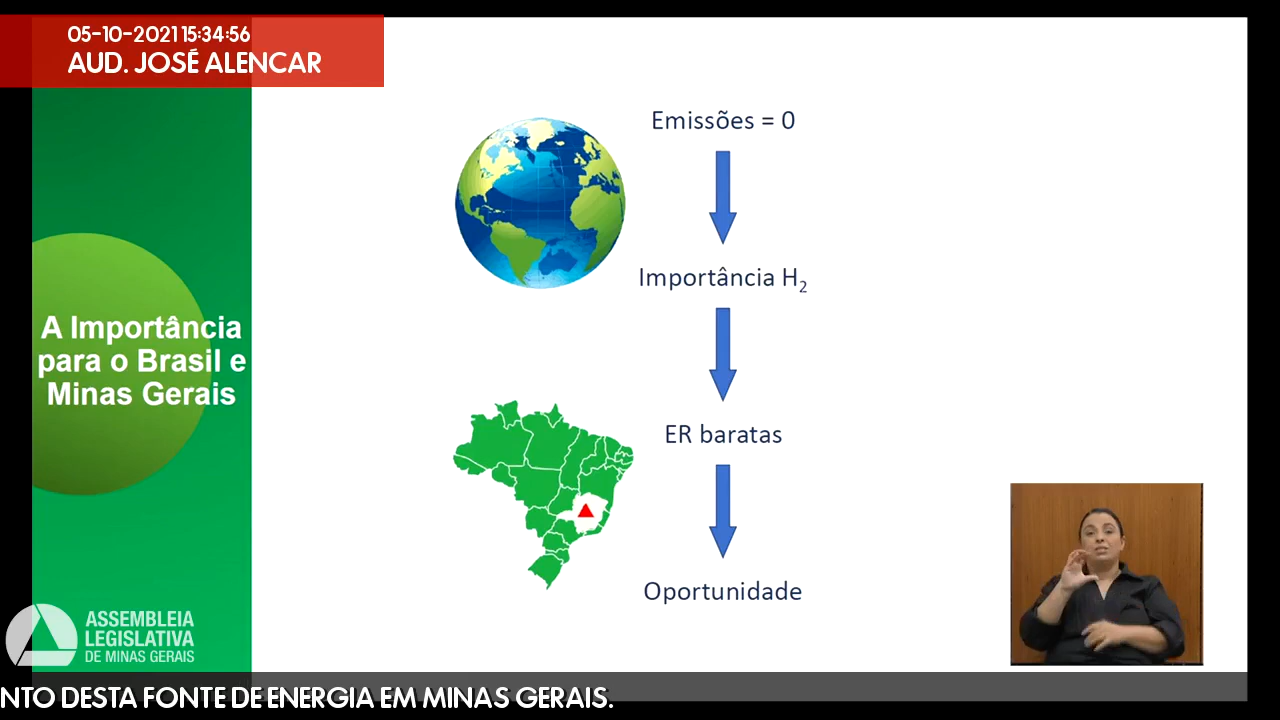 05-10-2021 15:34:56
AUD. JOSÉ ALENCAR
Emissões = 0
Importância H₂
A Importância
para o Brasil e
Minas Gerais
ER baratas
Oportunidade
ASSEMBLEIA
LEGISLATIVA
DE MINAS GERAIS
NTO DESTA FONTE DE ENERGIA EM MINAS GERAIS.